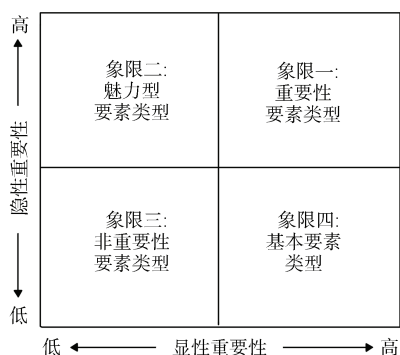 高
象限二:
魅力型
要素类型
象限一:
重要性
要素类型
隐性重要性
象限三:
非重要性
要素类型
象限四:
基本要素
类型
低
低
显性重要性
高